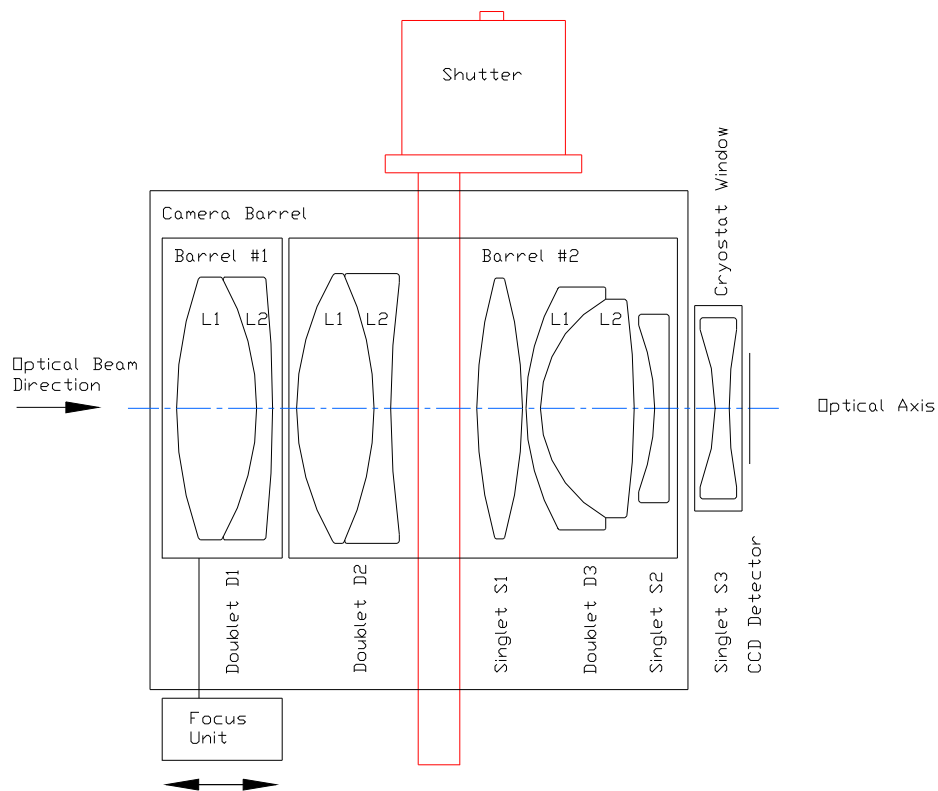 Shutter
Cryostat Window
Camera Barrel
Barrel #1
Barrel #2
L1
L2
L1
L2
L1
L2
Optical Beam
Direction
Optical Axis
Doublet D1
Doublet D2
Singlet S1
Doublet D3
Singlet S2
Singlet S3
CCD Detector
Focus
Unit